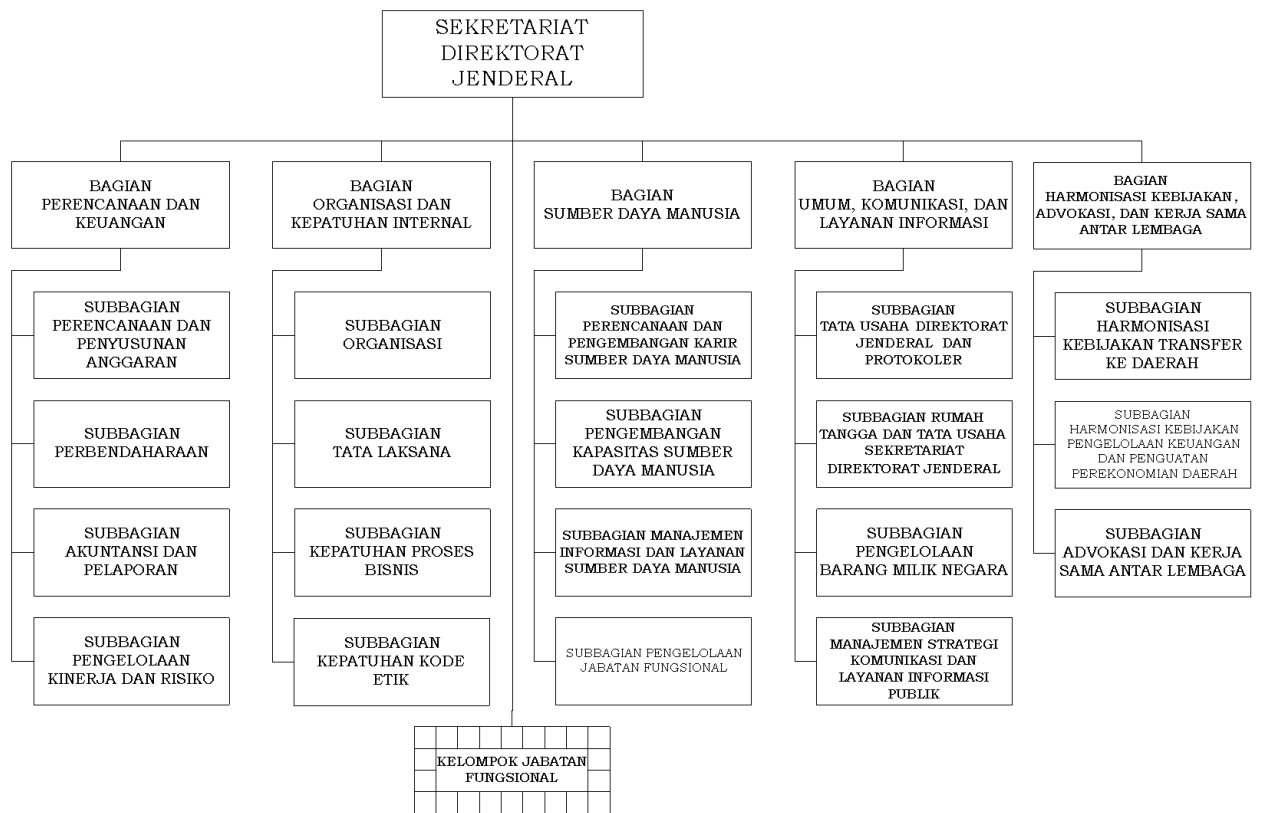 SEKRETARIAT
DIREKTORAT
JENDERAL
BAGIAN
PERENCANAAN DAN
KEUANGAN
BAGIAN
ORGANISASI DAN
KEPATUHAN INTERNAL
BAGIAN
SUMBER DAYA MANUSIA
BAGIAN
UMUM, KOMUNIKASI, DAN
LAYANAN INFORMASI
BAGIAN
HARMONISASI KEBIJAKAN,
ADVOKASI, DAN KERJA SAMA
ANTAR LEMBAGA
SUBBAGIAN
PERENCANAAN DAN
PENYUSUNAN
ANGGARAN
SUBBAGIAN
PERBENDAHARAAN
SUBBAGIAN
AKUNTANSI DAN
PELAPORAN
SUBBAGIAN
PENGELOLAAN
KINERJA DAN RISIKO
SUBBAGIAN
ORGANISASI
SUBBAGIAN
TATA LAKSANA
SUBBAGIAN
KEPATUHAN PROSES
BISNIS
SUBBAGIAN
KEPATUHAN KODE
ETIK
SUBBAGIAN
PERENCANAAN DAN
PENGEMBANGAN KARIR
SUMBER DAYA MANUSIA
SUBBAGIAN
PENGEMBANGAN
KAPASITAS SUMBER
DAYA MANUSIA
SUBBAGIAN MANAJEMEN
INFORMASI DAN LAYANAN
SUMBER DAYA MANUSIA
SUBBAGIAN PENGELOLAAN
JABATAN FUNGSIONAL
SUBBAGIAN
TATA USAHA DIREKTORAT
JENDERAL DAN
PROTOKOLER
SUBBAGIAN RUMAH
TANGGA DAN TATA USAHA
SEKRETARIAT
DIREKTORAT JENDERAL
SUBBAGIAN
PENGELOLAAN
BARANG MILIK NEGARA
SUBBAGIAN
MANAJEMEN STRATEGI
KOMUNIKASI DAN
LAYANAN INFORMASI
PUBLIK
SUBBAGIAN
HARMONISASI
KEBIJAKAN TRANSFER
KE DAERAH
SUBBAGIAN
HARMONISASI KEBIJAKAN
PENGELOLAAN KEUANGAN
DAN PENGUATAN
PEREKONOMIAN DAERAH
SUBBAGIAN
ADVOKASI DAN KERJA
SAMA ANTAR LEMBAGA
KELOMPOK JABATAN
FUNGSIONAL